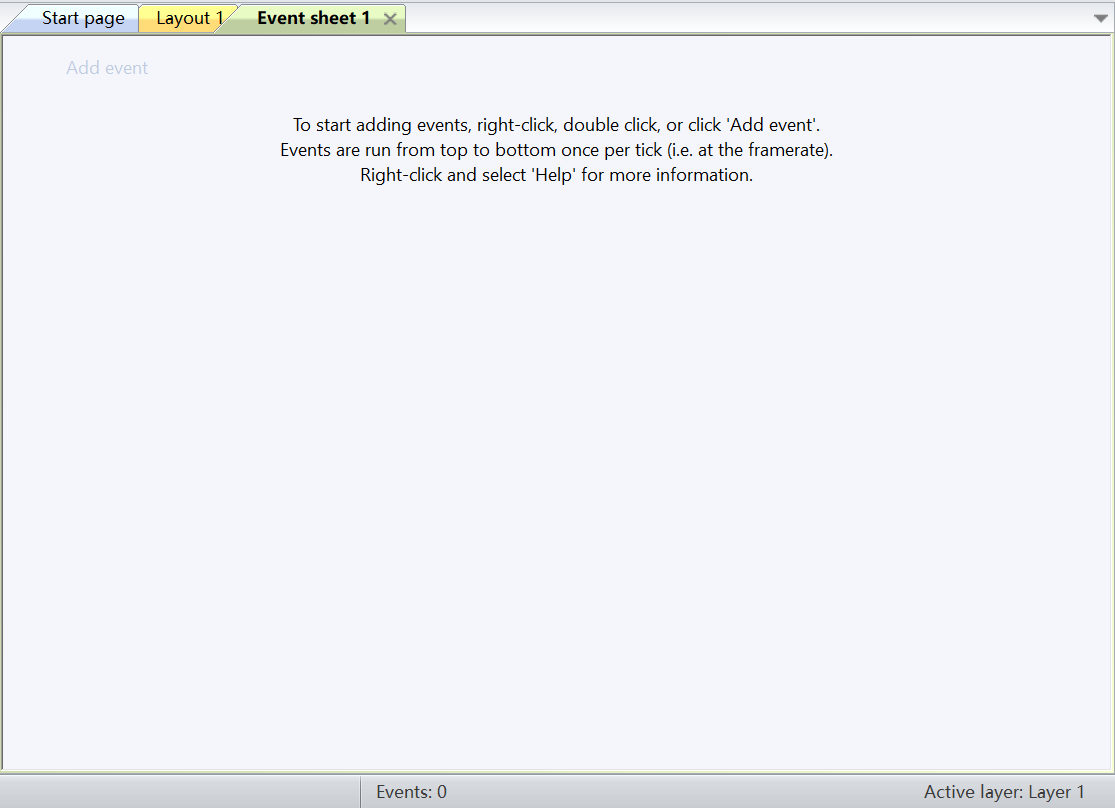 Start page
Layout 1
Event sheet 1
Add event
To start adding events, right-click, double click, or click 'Add event'.
Events are run from top to bottom once per tick (i.e. at the framerate).
Right-click and select 'Help' for more information.
Events: 0
Active layer: Layer 1